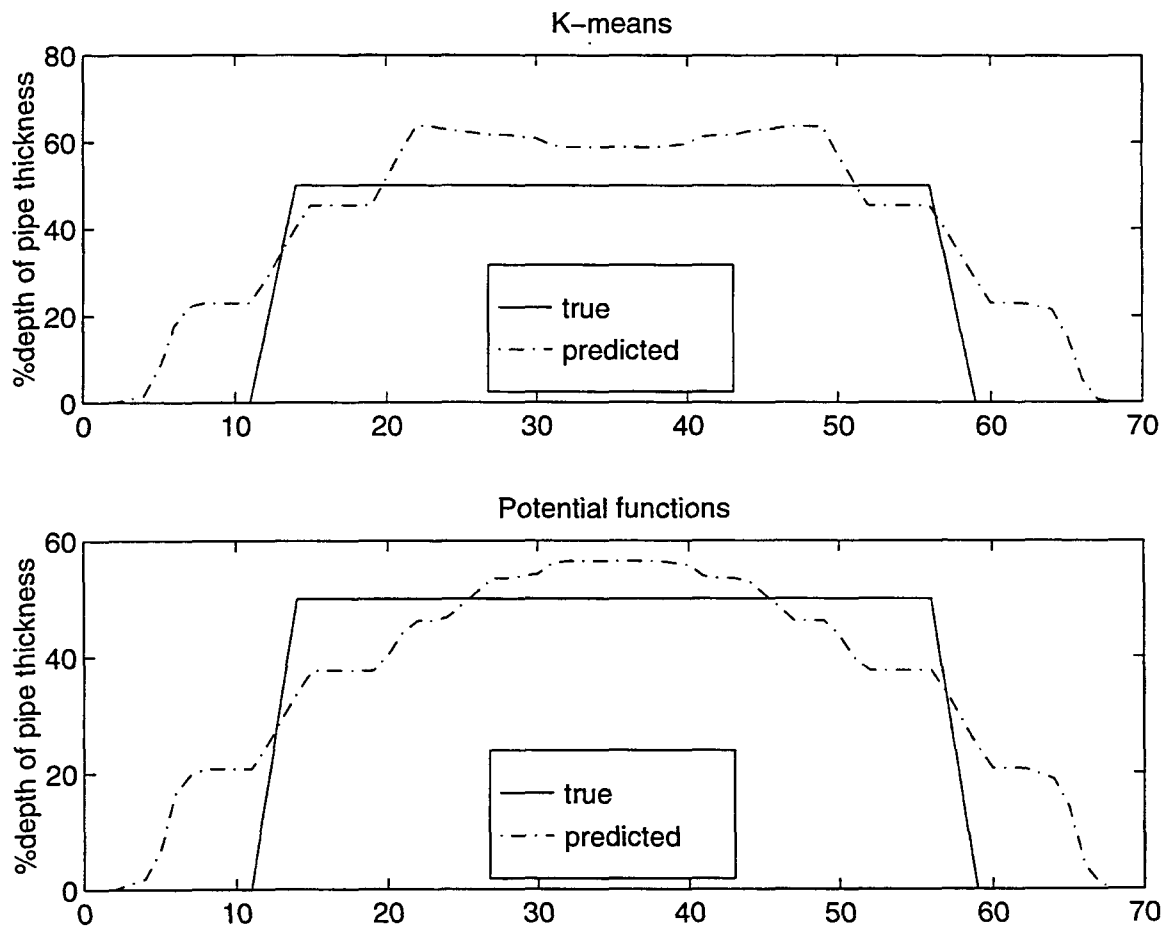 K-means
%depth of pipe thickness
80
60
40
20
0
0 10 20 30 40 50 60 70
true
predicted
Potential functions
%depth of pipe thickness
60
40
20
0
0 10 20 30 40 50 60 70
true
predicted